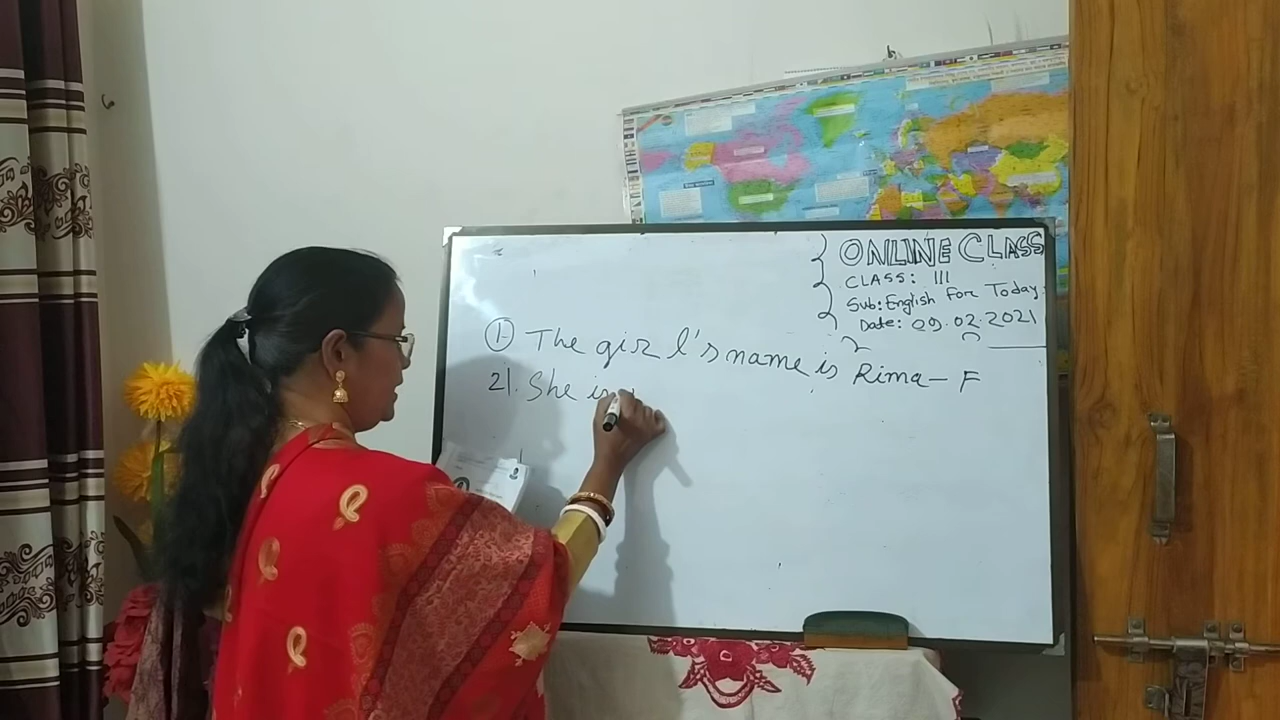 ONLINE CLASS
CLASS: III
Sub: English For Today
Date: 09.02.2021
1. The girl's name is Rima - F
21. She is